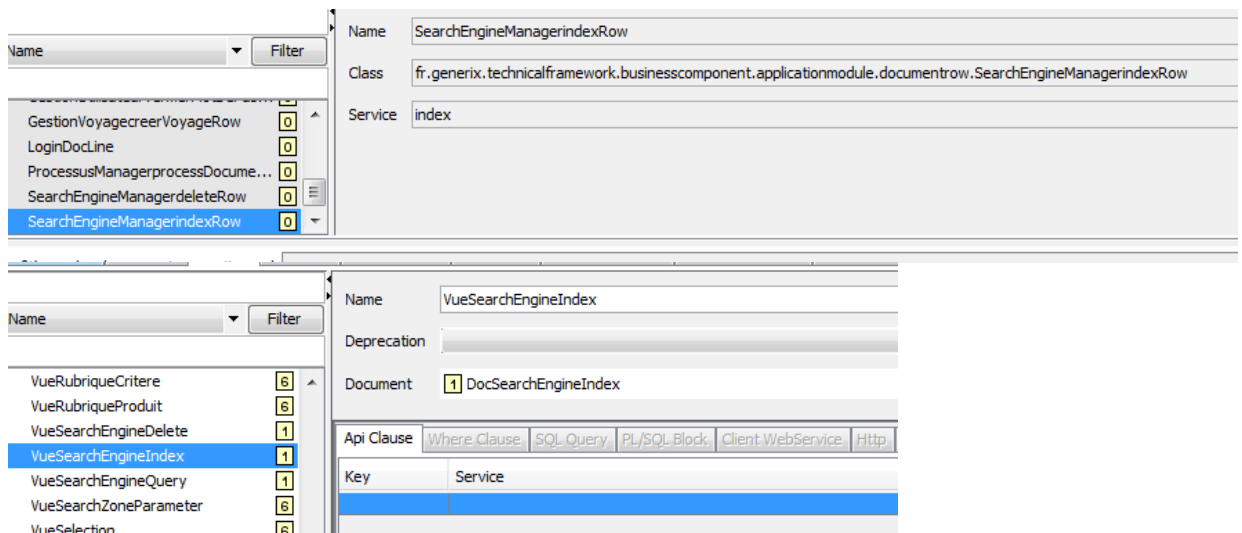 Name SearchEngineManagerindexRow
Name Filter
Class fr.generix.technicalframework.businesscomponent.applicationmodule.documentrow.SearchEngineManagerindexRow
Service index
GestionVoyagecreerVoyageRow 0
LoginDocLine 0
ProcessusManagerprocessDocume... 0
SearchEngineManagerdeleteRow 0
SearchEngineManagerindexRow 0
Name VueSearchEngineIndex
Name Filter
Deprecation
Document 1 DocSearchEngineIndex
VueRubriqueCritere 6
VueRubriqueProduit 6
VueSearchEngineDelete 1
VueSearchEngineIndex 1
VueSearchEngineQuery 1
VueSearchZoneParameter 6
VueSelection 6
Api Clause Where Clause SQL Query PL/SQL Block Client WebService Http
Key Service